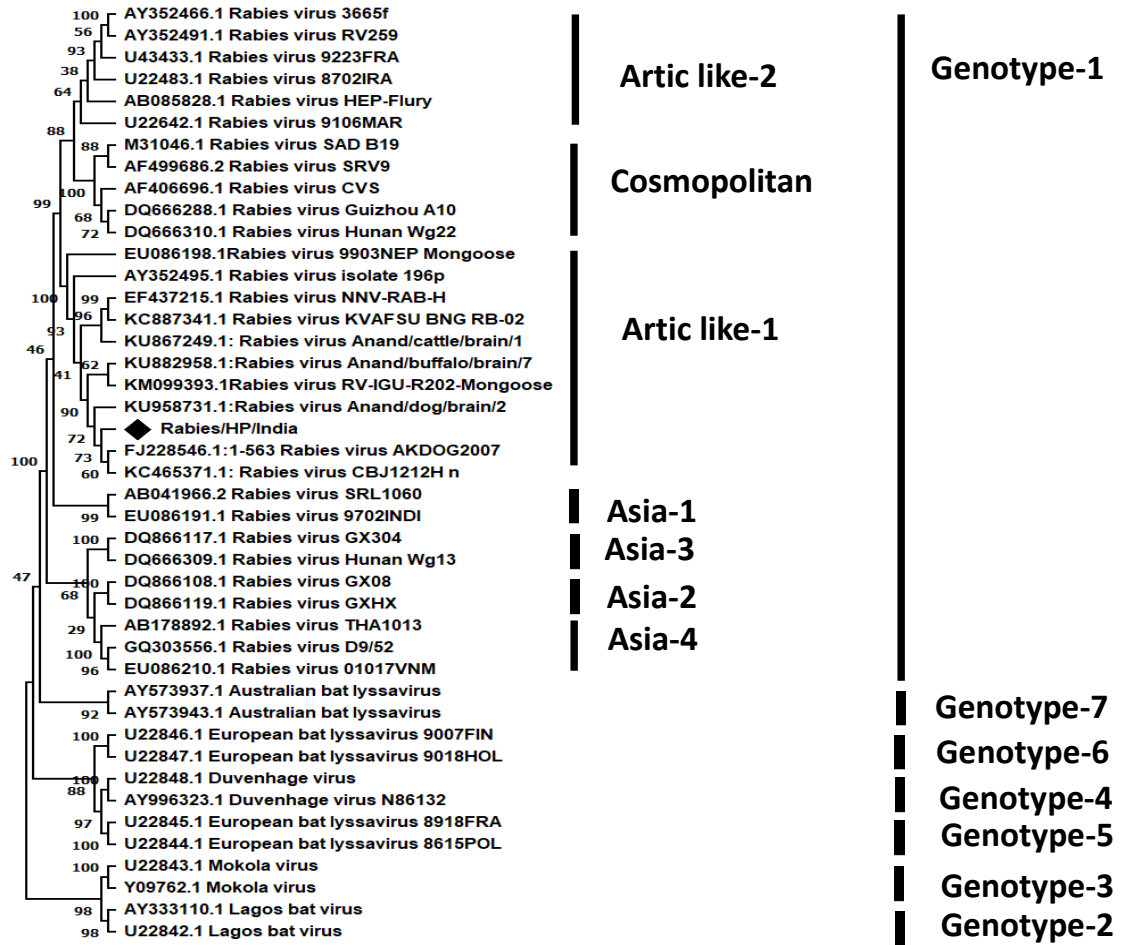 100 AY352466.1 Rabies virus 3665f
56 AY352491.1 Rabies virus RV259
93 U43433.1 Rabies virus 9223FRA
38 U22483.1 Rabies virus 8702IRA
64 AB085828.1 Rabies virus HEP-Flury
U22642.1 Rabies virus 9106MAR
Artic like-2
Genotype-1
88
88 M31046.1 Rabies virus SAD B19
AF499686.2 Rabies virus SRV9
100 AF406696.1 Rabies virus CVS
68 DQ666288.1 Rabies virus Guizhou A10
72 DQ666310.1 Rabies virus Hunan Wg22
Cosmopolitan
99
EU086198.1Rabies virus 9903NEP Mongoose
AY352495.1 Rabies virus isolate 196p
100 99 EF437215.1 Rabies virus NNV-RAB-H
96 KC887341.1 Rabies virus KVAFSU BNG RB-02
93 KU867249.1: Rabies virus Anand/cattle/brain/1
46 62 KU882958.1:Rabies virus Anand/buffalo/brain/7
41 KM099393.1Rabies virus RV-IGU-R202-Mongoose
90 KU958731.1:Rabies virus Anand/dog/brain/2
72 Rabies/HP/India
73 FJ228546.1:1-563 Rabies virus AKDOG2007
60 KC465371.1: Rabies virus CBJ1212H n
Artic like-1
100
AB041966.2 Rabies virus SRL1060
99 EU086191.1 Rabies virus 9702INDI
Asia-1
100 DQ866117.1 Rabies virus GX304
DQ666309.1 Rabies virus Hunan Wg13
Asia-3
47 100 DQ866108.1 Rabies virus GX08
68 DQ866119.1 Rabies virus GXHX
Asia-2
29 AB178892.1 Rabies virus THA1013
100 GQ303556.1 Rabies virus D9/52
96 EU086210.1 Rabies virus 01017VNM
Asia-4
AY573937.1 Australian bat lyssavirus
92 AY573943.1 Australian bat lyssavirus
Genotype-7
100 U22846.1 European bat lyssavirus 9007FIN
U22847.1 European bat lyssavirus 9018HOL
Genotype-6
100 U22848.1 Duvenhage virus
88 AY996323.1 Duvenhage virus N86132
Genotype-4
97 U22845.1 European bat lyssavirus 8918FRA
100 U22844.1 European bat lyssavirus 8615POL
Genotype-5
100 U22843.1 Mokola virus
Y09762.1 Mokola virus
Genotype-3
98 AY333110.1 Lagos bat virus
98 U22842.1 Lagos bat virus
Genotype-2